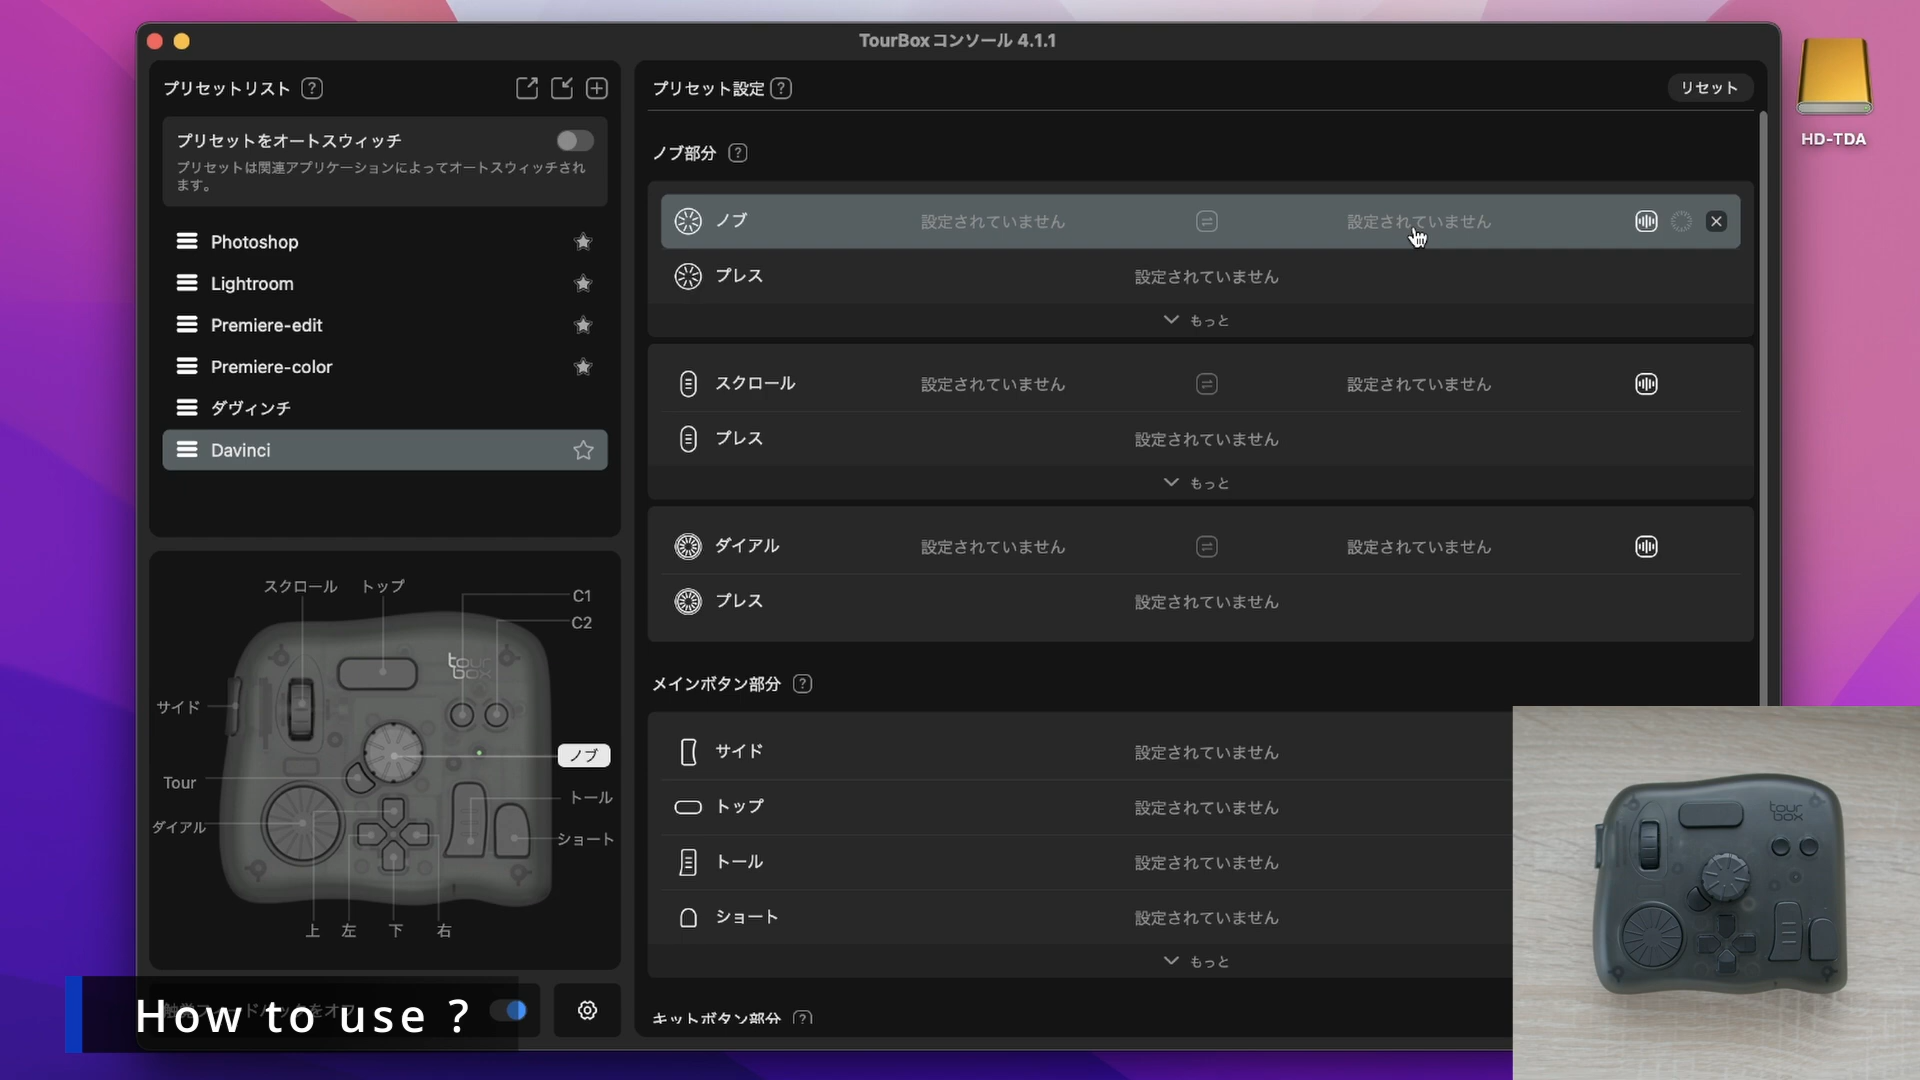 TourBox コンソール 4.1.1
プリセットリスト ?
プリセットをオートスウィッチ
プリセットは関連アプリケーションによってオートスウィッチされ
ます。
Photoshop
Lightroom
Premiere-edit
Premiere-color
ダヴィンチ
Davinci
スクロール トップ
C1
C2
tour
box
サイド
ノブ
Tour
トール
ダイアル
ショート
上 左 下 右
How to use ?
プリセット設定 ?
リセット
ノブ部分 ?
ノブ 設定されていません 設定されていません
プレス 設定されていません
もっと
スクロール 設定されていません 設定されていません
プレス 設定されていません
もっと
ダイアル 設定されていません 設定されていません
プレス 設定されていません
メインボタン部分 ?
サイド 設定されていません
トップ 設定されていません
トール 設定されていません
ショート 設定されていません
もっと
キットボタン部分 ?
HD-TDA
tour
box